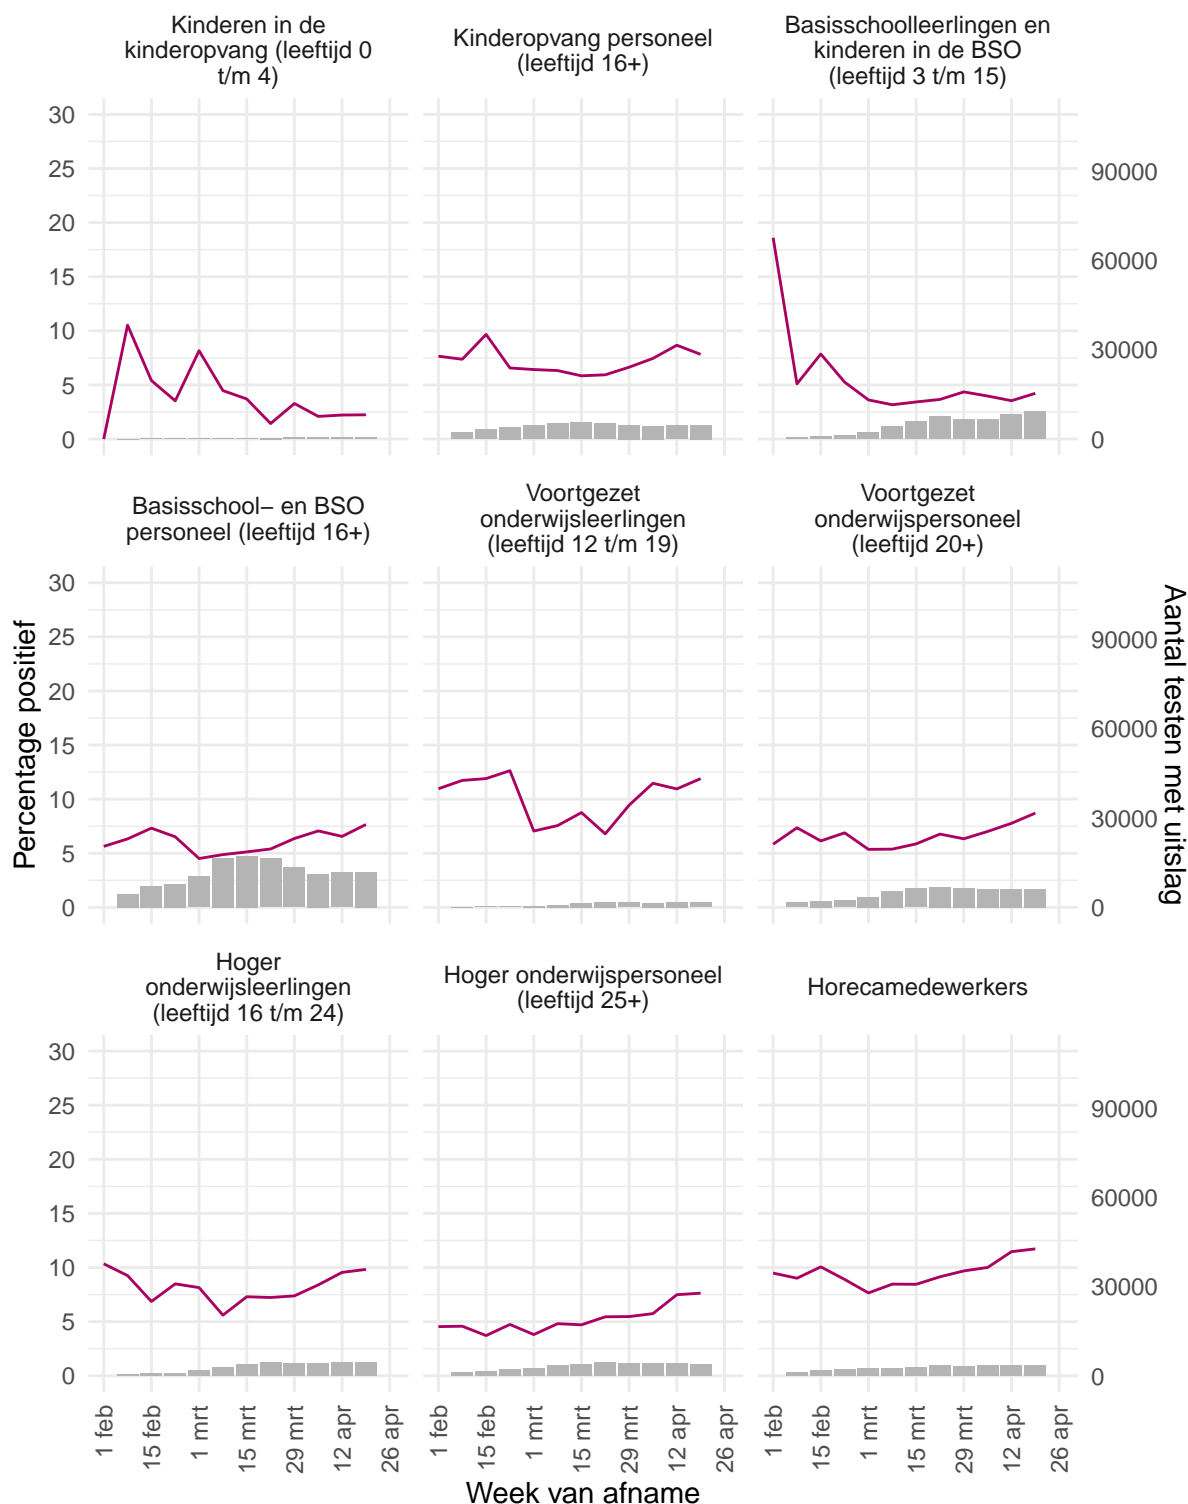 Kinderen in de
kinderopvang (leeftijd 0
t/m 4)
Kinderopvang personeel
(leeftijd 16+)
Basisschoolleerlingen en
kinderen in de BSO
(leeftijd 3 t/m 15)
30
25
20
15
10
5
0
90000
60000
30000
0
Basisschool– en BSO
personeel (leeftijd 16+)
Voortgezet
onderwijsleerlingen
(leeftijd 12 t/m 19)
Voortgezet
onderwijspersoneel
(leeftijd 20+)
Percentage positief
30
25
20
15
10
5
0
90000
60000
30000
0
Aantal testen met uitslag
Hoger
onderwijsleerlingen
(leeftijd 16 t/m 24)
Hoger onderwijspersoneel
(leeftijd 25+)
Horecamedewerkers
30
25
20
15
10
5
0
90000
60000
30000
0
1 feb
15 feb
1 mrt
15 mrt
29 mrt
12 apr
26 apr
1 feb
15 feb
1 mrt
15 mrt
29 mrt
12 apr
26 apr
1 feb
15 feb
1 mrt
15 mrt
29 mrt
12 apr
26 apr
Week van afname